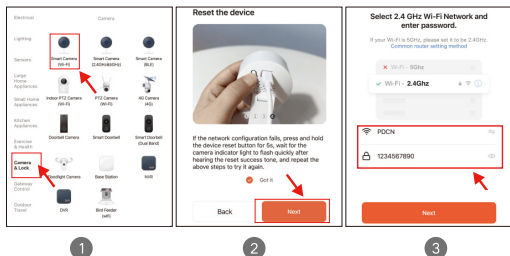 Electrical
Camera
Lighting
Sensors
Large
Home
Appliances
Small Home
Appliances
Kitchen
Appliances
Exercise
& Health
Camera
& Lock
Gateway
Control
Outdoor
Travel
Smart Camera
(Wi-Fi)
Smart Camera
(2.4GHz&5GHz)
Smart Camera
(BLE)
Indoor PTZ Camera
(Wi-Fi)
PTZ Camera
(Wi-Fi)
4G Camera
(4G)
Doorbell Camera
Smart Doorbell
Smart Doorbell
(Dual Band)
Floodlight Camera
Base Station
NVR
DVR
Bird Feeder
(wifi)
1
Reset the device
If the network configuration fails, press and hold
the device reset button for 5s, wait for the
camera indicator light to flash quickly after
hearing the reset success tone, and repeat the
above steps to try it again.
Got it
Back
Next
2
Select 2.4 GHz Wi-Fi Network and
enter password.
If your Wi-Fi is 5GHz, please set it to be 2.4GHz.
Common router setting method
Wi-Fi - 5Ghz
Wi-Fi - 2.4Ghz
PDCN
1234567890
Next
3